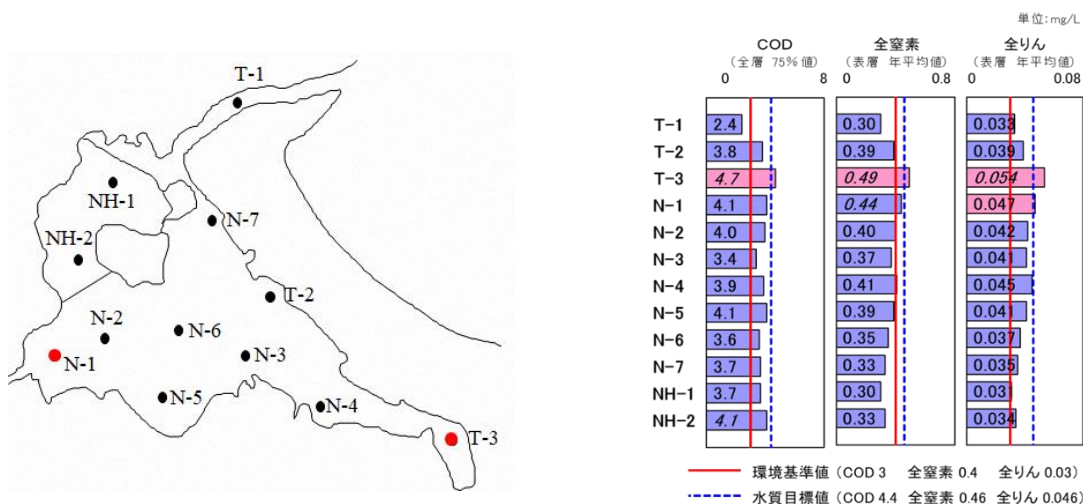 T-1
NH-1
N-7
NH-2
T-2
N-2
N-6
N-1
N-3
N-5
N-4
T-3
単位:mg/L
COD 全窒素 全りん
(全層 75%値) (表層 年平均値) (表層 年平均値)
0 8 0 0.8 0 0.08
T-1 2.4 0.30 0.033
T-2 3.8 0.39 0.039
T-3 4.7 0.49 0.054
N-1 4.1 0.44 0.047
N-2 4.0 0.40 0.042
N-3 3.4 0.37 0.041
N-4 3.9 0.41 0.045
N-5 4.1 0.39 0.041
N-6 3.6 0.35 0.037
N-7 3.7 0.33 0.035
NH-1 3.7 0.30 0.031
NH-2 4.1 0.33 0.034
環境基準値 (COD 3 全窒素 0.4 全りん 0.03)
水質目標値 (COD 4.4 全窒素 0.46 全りん 0.046)